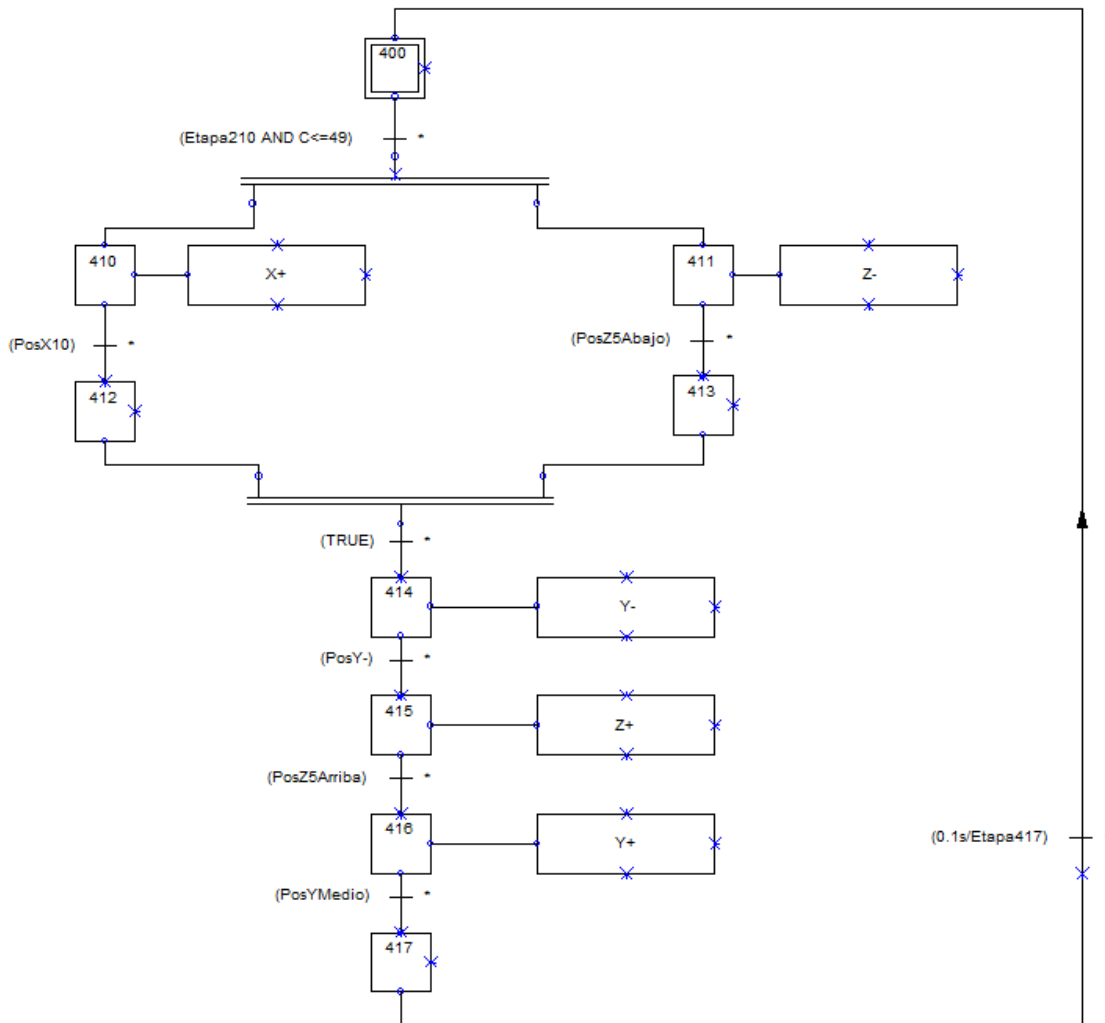 400
(Etapa210 AND C<=49) *
410
X+
411
Z-
(PosX10) *
(PosZ5Abajo) *
412
413
(TRUE) *
414
Y-
(PosY-) *
415
Z+
(PosZ5Arriba) *
416
Y+
(0.1s/Etapa417)
(PosYMedio) *
417